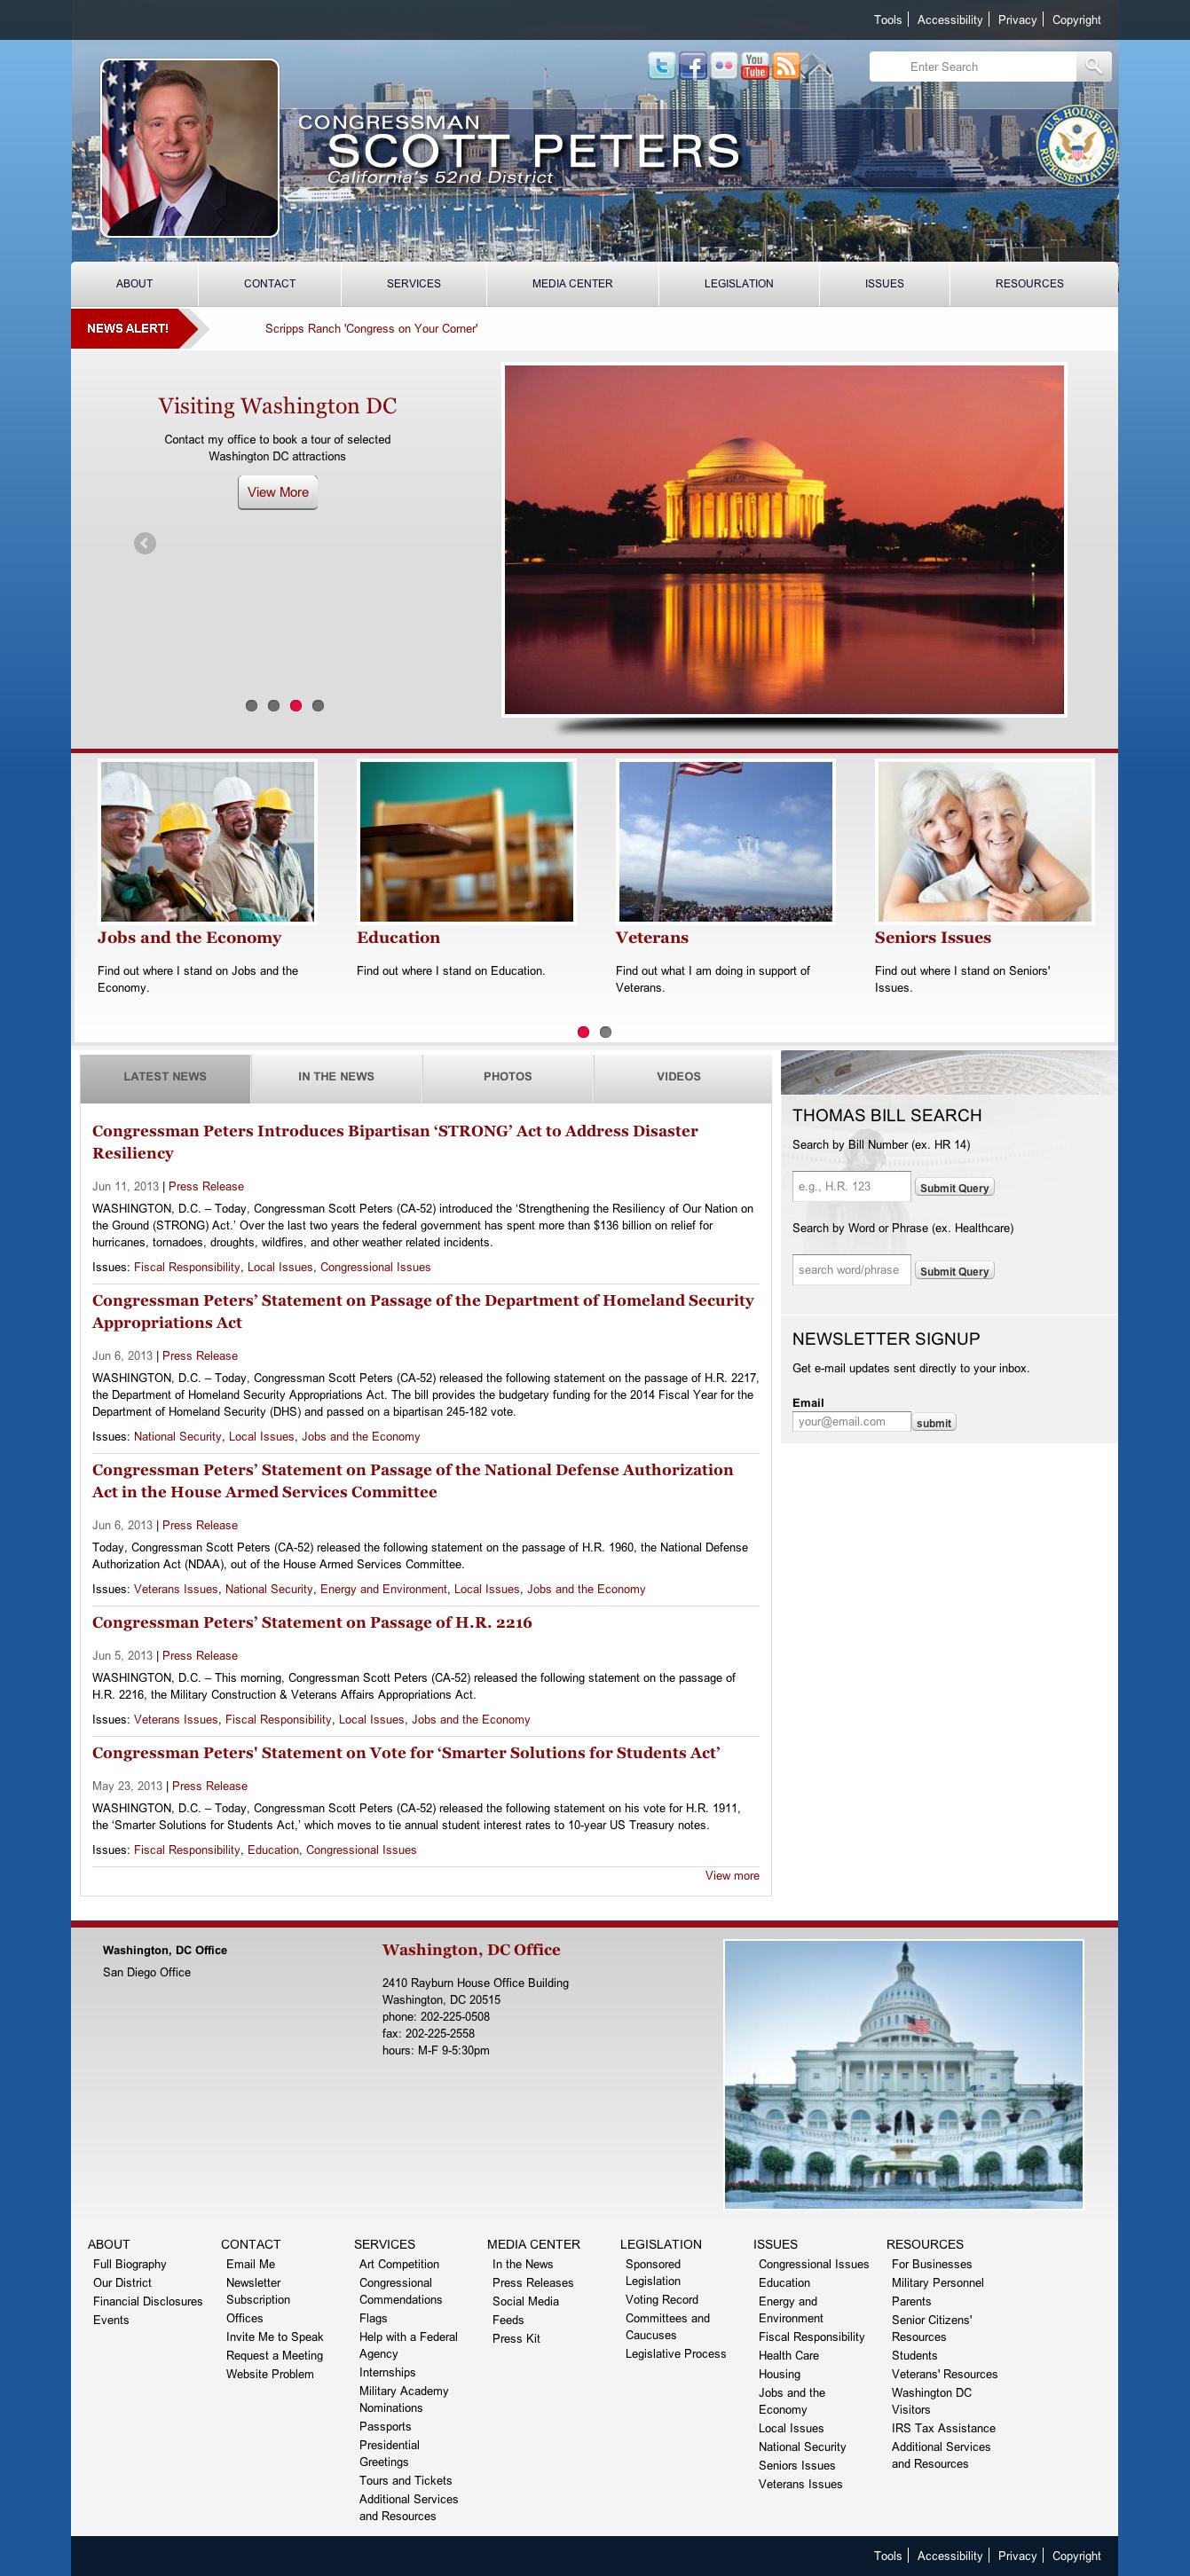 Tools | Accessibility | Privacy | Copyright
You Tube
Enter Search
CONGRESSMAN
SCOTT PETERS
California's 52nd District
U.S. HOUSE OF REPRESENTATIVES
ABOUT CONTACT SERVICES MEDIA CENTER LEGISLATION ISSUES RESOURCES
NEWS ALERT!
Scripps Ranch 'Congress on Your Corner'
Visiting Washington DC
Contact my office to book a tour of selected
Washington DC attractions
View More
Jobs and the Economy
Find out where I stand on Jobs and the
Economy.
Education
Find out where I stand on Education.
Veterans
Find out what I am doing in support of
Veterans.
Seniors Issues
Find out where I stand on Seniors'
Issues.
LATEST NEWS IN THE NEWS PHOTOS VIDEOS
Congressman Peters Introduces Bipartisan ‘STRONG’ Act to Address Disaster
Resiliency
Jun 11, 2013 | Press Release
WASHINGTON, D.C. – Today, Congressman Scott Peters (CA-52) introduced the ‘Strengthening the Resiliency of Our Nation on
the Ground (STRONG) Act.’ Over the last two years the federal government has spent more than $136 billion on relief for
hurricanes, tornadoes, droughts, wildfires, and other weather related incidents.
Issues: Fiscal Responsibility, Local Issues, Congressional Issues
Congressman Peters’ Statement on Passage of the Department of Homeland Security
Appropriations Act
Jun 6, 2013 | Press Release
WASHINGTON, D.C. – Today, Congressman Scott Peters (CA-52) released the following statement on the passage of H.R. 2217,
the Department of Homeland Security Appropriations Act. The bill provides the budgetary funding for the 2014 Fiscal Year for the
Department of Homeland Security (DHS) and passed on a bipartisan 245-182 vote.
Issues: National Security, Local Issues, Jobs and the Economy
Congressman Peters’ Statement on Passage of the National Defense Authorization
Act in the House Armed Services Committee
Jun 6, 2013 | Press Release
Today, Congressman Scott Peters (CA-52) released the following statement on the passage of H.R. 1960, the National Defense
Authorization Act (NDAA), out of the House Armed Services Committee.
Issues: Veterans Issues, National Security, Energy and Environment, Local Issues, Jobs and the Economy
Congressman Peters’ Statement on Passage of H.R. 2216
Jun 5, 2013 | Press Release
WASHINGTON, D.C. – This morning, Congressman Scott Peters (CA-52) released the following statement on the passage of
H.R. 2216, the Military Construction & Veterans Affairs Appropriations Act.
Issues: Veterans Issues, Fiscal Responsibility, Local Issues, Jobs and the Economy
Congressman Peters' Statement on Vote for ‘Smarter Solutions for Students Act’
May 23, 2013 | Press Release
WASHINGTON, D.C. – Today, Congressman Scott Peters (CA-52) released the following statement on his vote for H.R. 1911,
the ‘Smarter Solutions for Students Act,’ which moves to tie annual student interest rates to 10-year US Treasury notes.
Issues: Fiscal Responsibility, Education, Congressional Issues
View more
THOMAS BILL SEARCH
Search by Bill Number (ex. HR 14)
e.g., H.R. 123 Submit Query
Search by Word or Phrase (ex. Healthcare)
search word/phrase Submit Query
NEWSLETTER SIGNUP
Get e-mail updates sent directly to your inbox.
Email
your@email.com submit
Washington, DC Office
San Diego Office
Washington, DC Office
2410 Rayburn House Office Building
Washington, DC 20515
phone: 202-225-0508
fax: 202-225-2558
hours: M-F 9-5:30pm
ABOUT
Full Biography
Our District
Financial Disclosures
Events
CONTACT
Email Me
Newsletter
Subscription
Offices
Invite Me to Speak
Request a Meeting
Website Problem
SERVICES
Art Competition
Congressional
Commendations
Flags
Help with a Federal
Agency
Internships
Military Academy
Nominations
Passports
Presidential
Greetings
Tours and Tickets
Additional Services
and Resources
MEDIA CENTER
In the News
Press Releases
Social Media
Feeds
Press Kit
LEGISLATION
Sponsored
Legislation
Voting Record
Committees and
Caucuses
Legislative Process
ISSUES
Congressional Issues
Education
Energy and
Environment
Fiscal Responsibility
Health Care
Housing
Jobs and the
Economy
Local Issues
National Security
Seniors Issues
Veterans Issues
RESOURCES
For Businesses
Military Personnel
Parents
Senior Citizens'
Resources
Students
Veterans' Resources
Washington DC
Visitors
IRS Tax Assistance
Additional Services
and Resources
Tools | Accessibility | Privacy | Copyright